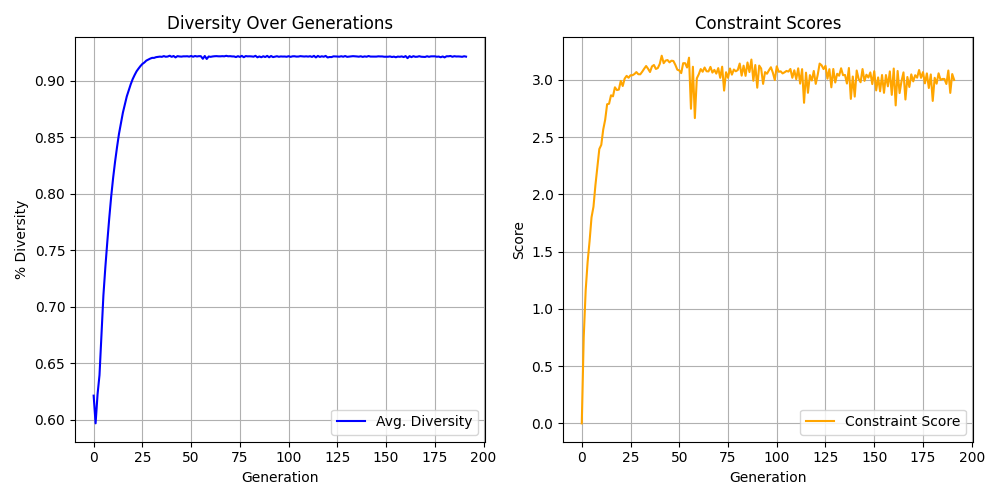 Diversity Over Generations
% Diversity
0.90
0.85
0.80
0.75
0.70
0.65
0.60
0 25 50 75 100 125 150 175 200
Generation
Avg. Diversity
Constraint Scores
Score
3.0
2.5
2.0
1.5
1.0
0.5
0.0
0 25 50 75 100 125 150 175 200
Generation
Constraint Score